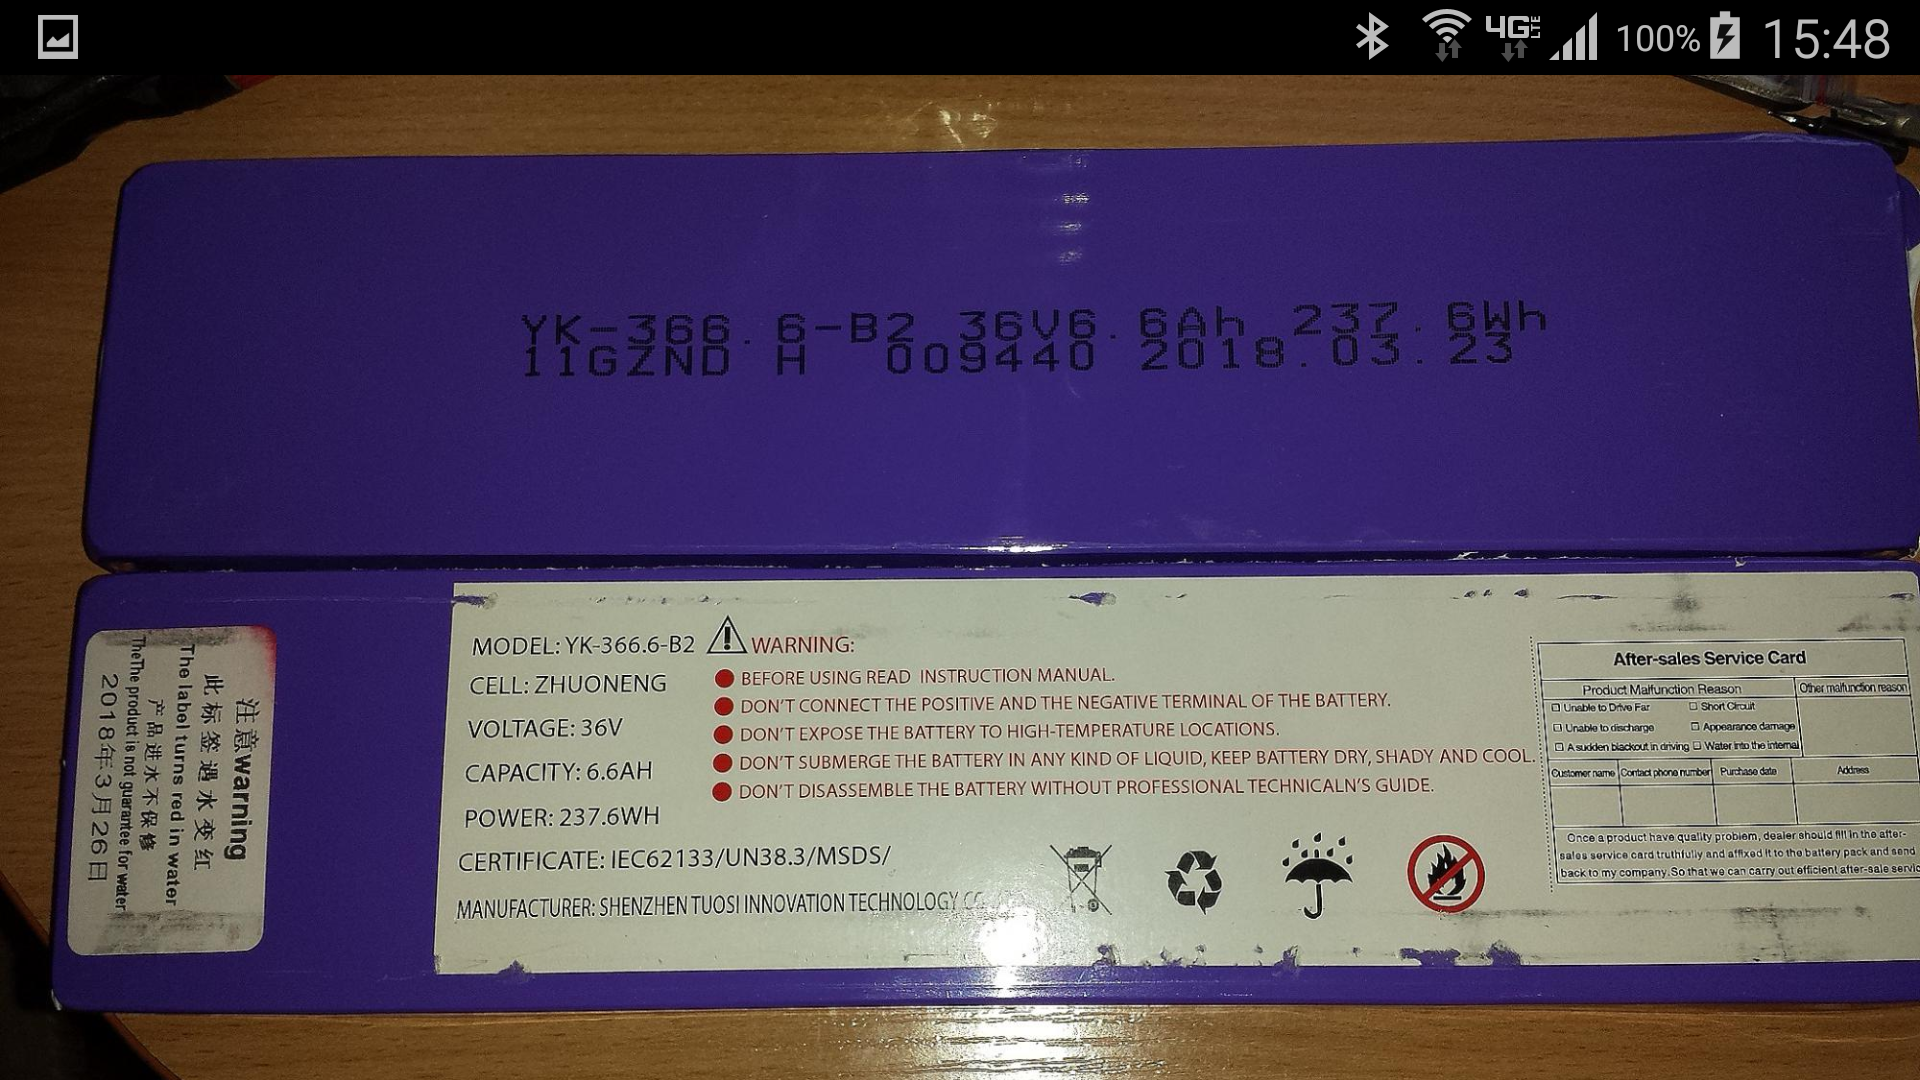 4G LTE 100% 15:48
YK-366.6-B2 36V6.6Ah 237.6Wh
11GZND H 009440 2018.03.23
注意warning
此标签遇水变红
The label turns red in water
产品进水不保修
TheThe product is not guarantee for water
2018年3月26日
MODEL: YK-366.6-B2
CELL: ZHUONENG
VOLTAGE: 36V
CAPACITY: 6.6AH
POWER: 237.6WH
CERTIFICATE: IEC62133/UN38.3/MSDS/
MANUFACTURER: SHENZHEN TUOSI INNOVATION TECHNOLOGY
WARNING:
BEFORE USING READ INSTRUCTION MANUAL.
DON'T CONNECT THE POSITIVE AND THE NEGATIVE TERMINAL OF THE BATTERY.
DON'T EXPOSE THE BATTERY TO HIGH-TEMPERATURE LOCATIONS.
DON'T SUBMERGE THE BATTERY IN ANY KIND OF LIQUID, KEEP BATTERY DRY, SHADY AND COOL.
DON'T DISASSEMBLE THE BATTERY WITHOUT PROFESSIONAL TECHNICALN'S GUIDE.
After-sales Service Card
Product Malfunction Reason Other malfunction reason
Unable to Drive Far Short Circuit
Unable to discharge Appearance damage
A sudden blackout in driving Water into the internal
Customer name Contact phone number Purchase date Address
Once a product have quality problem, dealer should fill in the after-
sales service card truthfully and affixed it to the battery pack and send
back to my company. So that we can carry out efficient after-sale servic